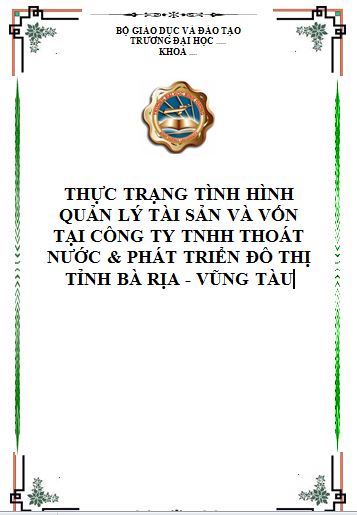 BỘ GIÁO DỤC VÀ ĐÀO TẠO
TRƯỜNG ĐẠI HỌC .....
KHOA ....
THỰC TRẠNG TÌNH HÌNH
QUẢN LÝ TÀI SẢN VÀ VỐN
TẠI CÔNG TY TNHH THOÁT
NƯỚC & PHÁT TRIỂN ĐÔ THỊ
TỈNH BÀ RỊA - VŨNG TÀU